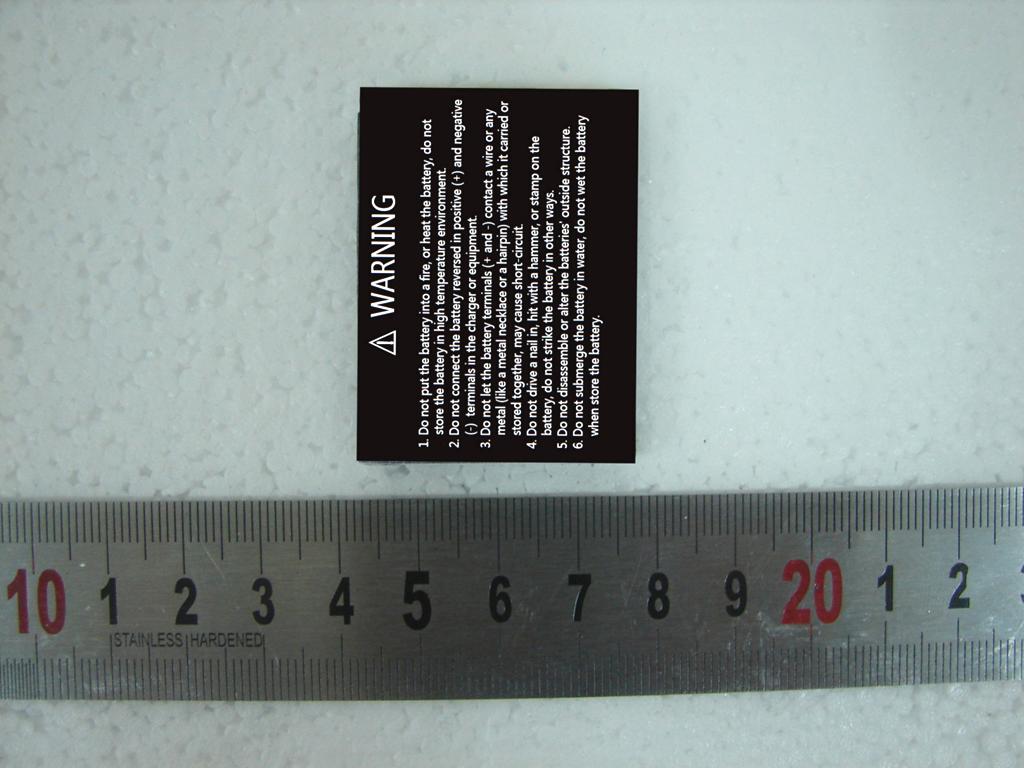 ⚠ WARNING
1. Do not put the battery into a fire, or heat the battery, do not
store the battery in high temperature environment.
2. Do not connect the battery reversed in positive (+) and negative
(-) terminals in the charger or equipment.
3. Do not let the battery terminals (+ and -) contact a wire or any
metal (like a metal necklace or a hairpin) with which it carried or
stored together, may cause short-circuit.
4. Do not drive a nail in, hit with a hammer, or stamp on the
battery, do not strike the battery in other ways.
5. Do not disassemble or alter the batteries' outside structure.
6. Do not submerge the battery in water, do not wet the battery
when store the battery.
10 1 2 3 4 5 6 7 8 9 20 1 2 3
STAINLESS HARDENED